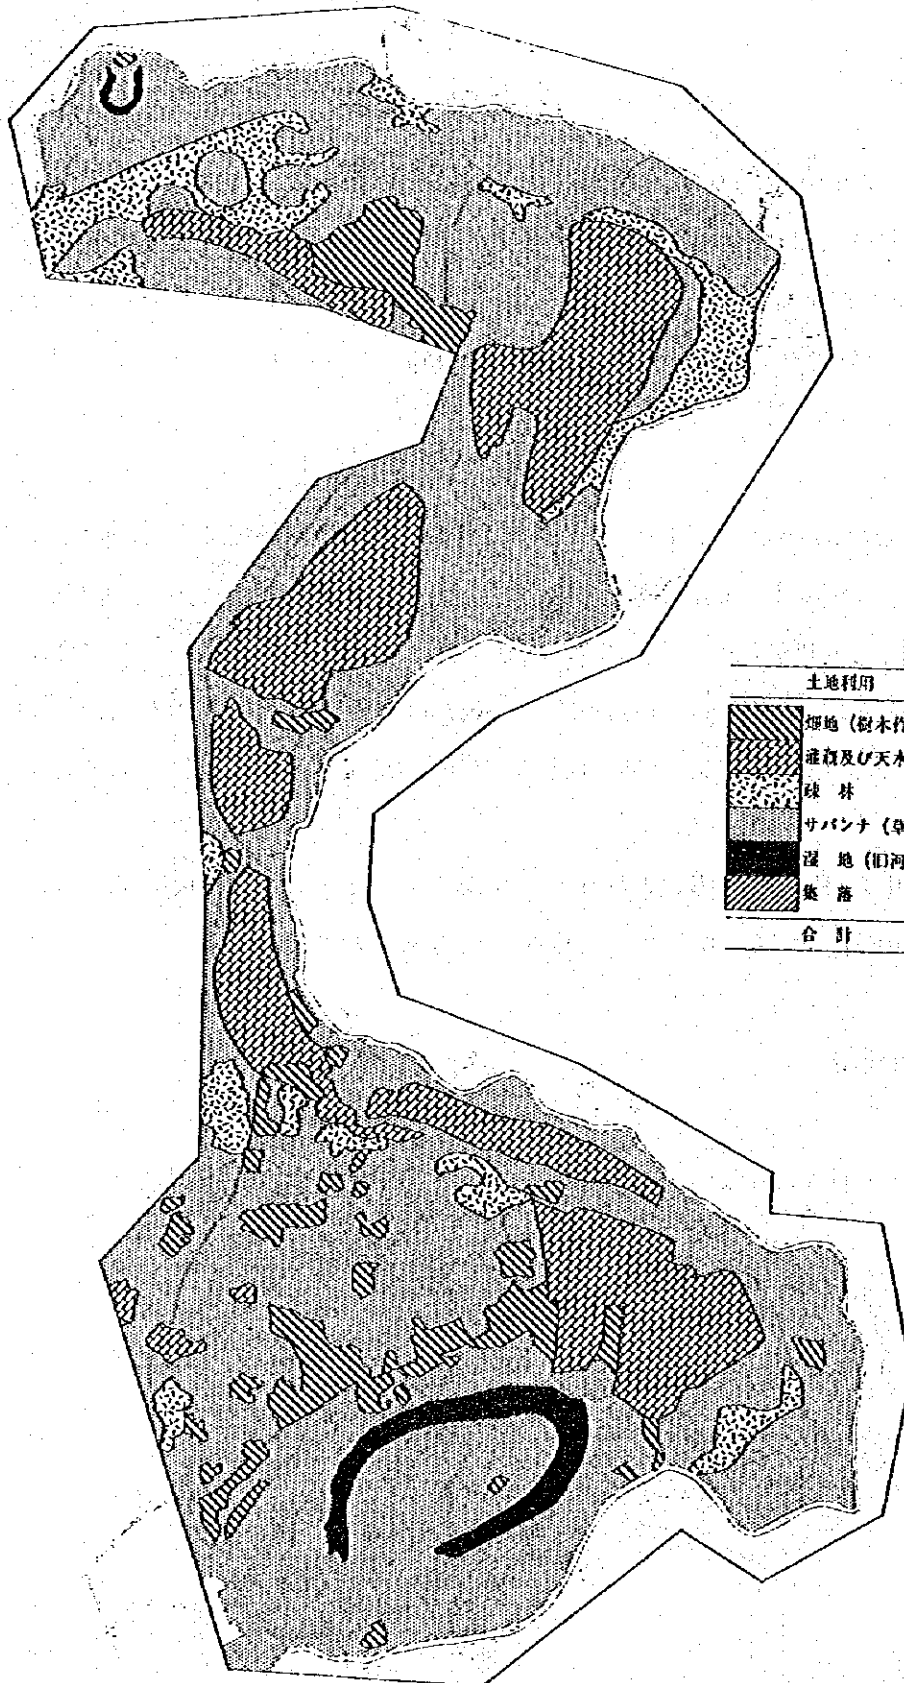 土地利用
畑地 (樹木作
灌漑及び天水
疎 林
サバンナ (草
湿 地 (旧河
集 落
合 計